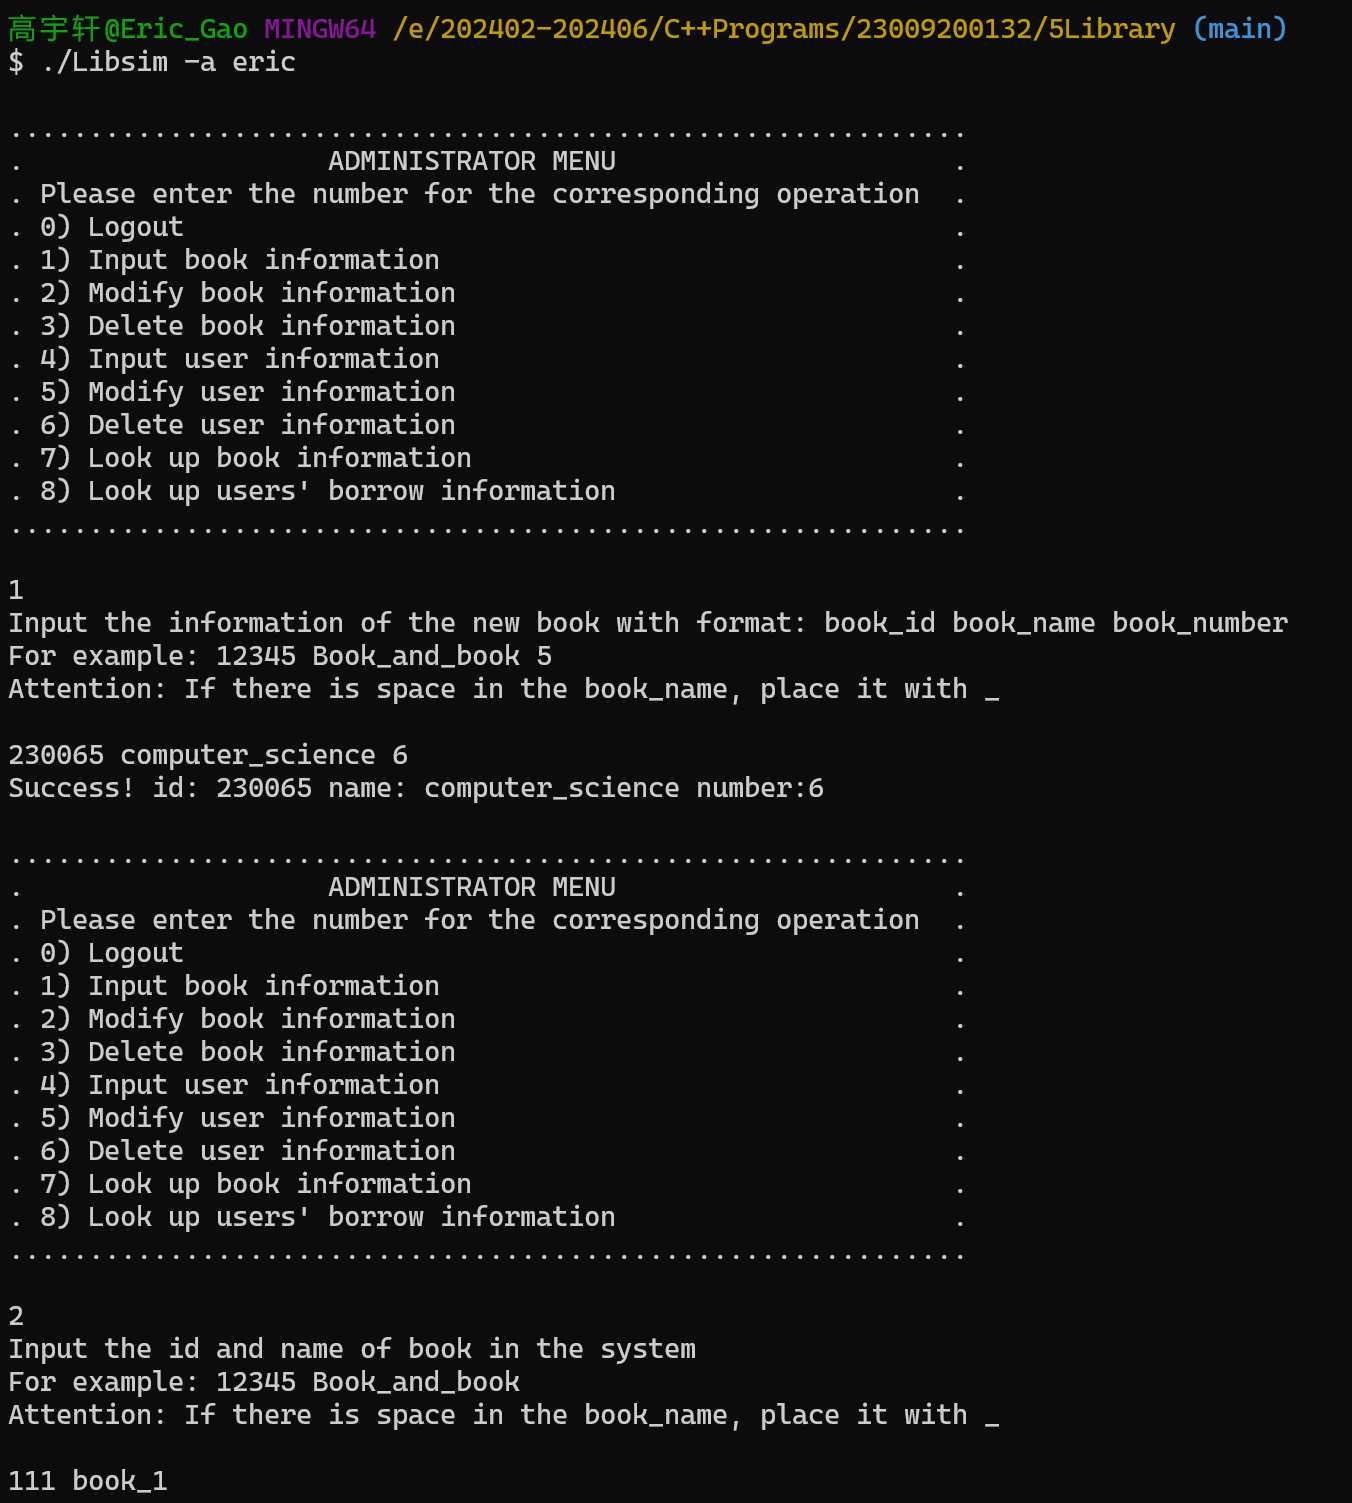 高宇轩@Eric_Gao MINGW64 /e/202402-202406/C++Programs/23009200132/5Library (main)
$ ./Libsim -a eric
............................................................
.                    ADMINISTRATOR MENU                     .
. Please enter the number for the corresponding operation  .
. 0) Logout                                                .
. 1) Input book information                                .
. 2) Modify book information                               .
. 3) Delete book information                               .
. 4) Input user information                                .
. 5) Modify user information                               .
. 6) Delete user information                               .
. 7) Look up book information                              .
. 8) Look up users' borrow information                     .
............................................................
1
Input the information of the new book with format: book_id book_name book_number
For example: 12345 Book_and_book 5
Attention: If there is space in the book_name, place it with _
230065 computer_science 6
Success! id: 230065 name: computer_science number:6
............................................................
.                    ADMINISTRATOR MENU                     .
. Please enter the number for the corresponding operation  .
. 0) Logout                                                .
. 1) Input book information                                .
. 2) Modify book information                               .
. 3) Delete book information                               .
. 4) Input user information                                .
. 5) Modify user information                               .
. 6) Delete user information                               .
. 7) Look up book information                              .
. 8) Look up users' borrow information                     .
............................................................
2
Input the id and name of book in the system
For example: 12345 Book_and_book
Attention: If there is space in the book_name, place it with _
111 book_1